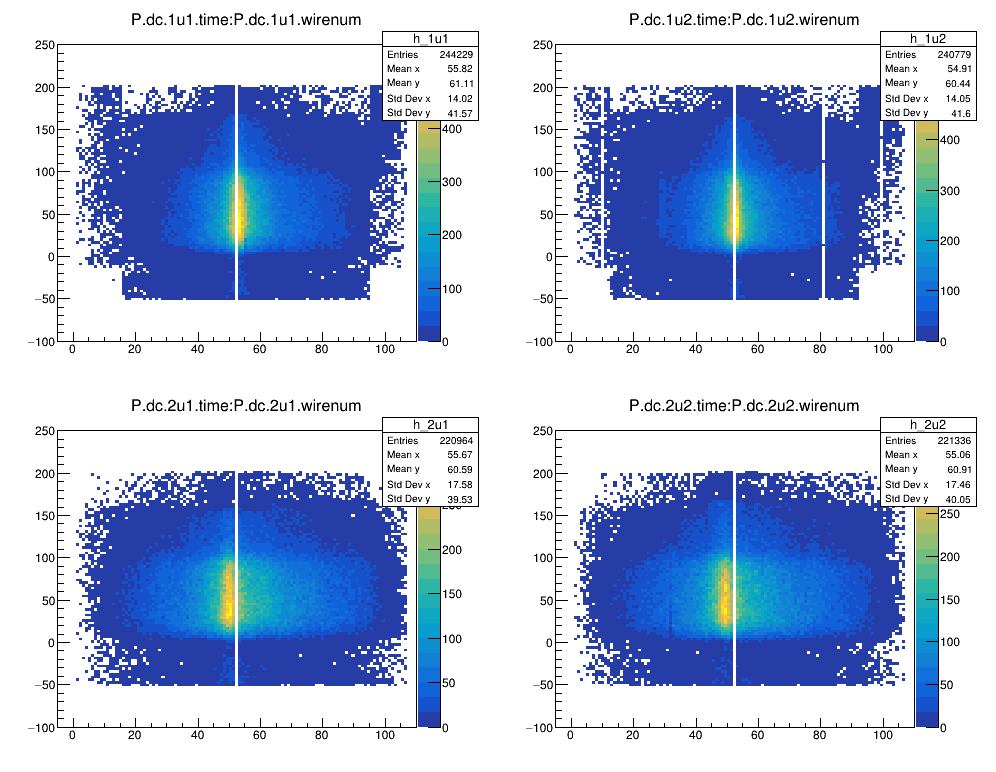 P.dc.1u1.time:P.dc.1u1.wirenum
h_1u1
Entries 244229
Mean x 55.82
Mean y 61.11
Std Dev x 14.02
Std Dev y 41.57
250
200
150
100
50
0
−50
−100
0 20 40 60 80 100
400
300
200
100
0
P.dc.1u2.time:P.dc.1u2.wirenum
h_1u2
Entries 240779
Mean x 54.91
Mean y 60.44
Std Dev x 14.05
Std Dev y 41.6
250
200
150
100
50
0
−50
−100
0 20 40 60 80 100
400
300
200
100
0
P.dc.2u1.time:P.dc.2u1.wirenum
h_2u1
Entries 220964
Mean x 55.67
Mean y 60.59
Std Dev x 17.58
Std Dev y 39.53
250
200
150
100
50
0
−50
−100
0 20 40 60 80 100
250
200
150
100
50
0
P.dc.2u2.time:P.dc.2u2.wirenum
h_2u2
Entries 221336
Mean x 55.06
Mean y 60.91
Std Dev x 17.46
Std Dev y 40.05
250
200
150
100
50
0
−50
−100
0 20 40 60 80 100
250
200
150
100
50
0